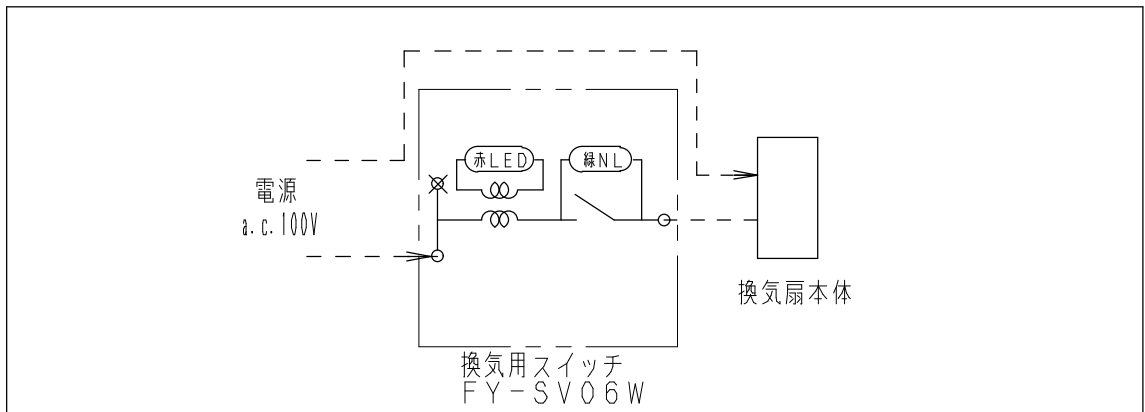 赤LED
緑NL
電源
a.c.100V
換気扇本体
換気用スイッチ
FY-SV06W